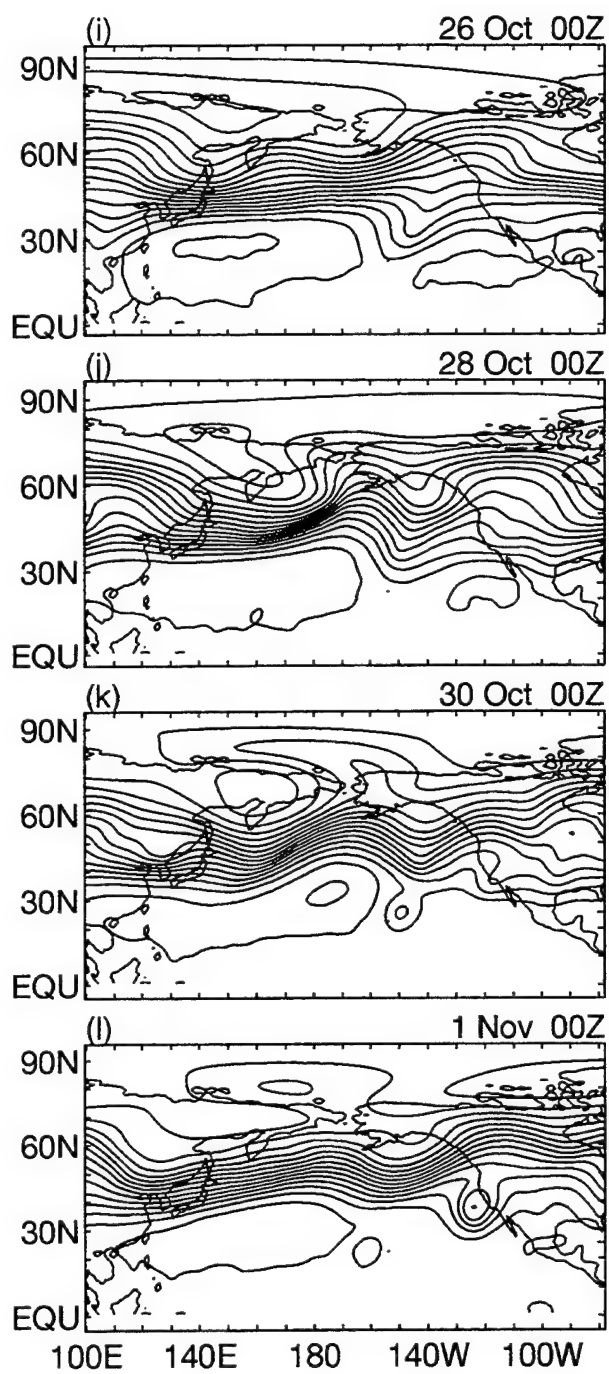 (i) 26 Oct 00Z
90N
60N
30N
EQU
(j) 28 Oct 00Z
90N
60N
30N
EQU
(k) 30 Oct 00Z
90N
60N
30N
EQU
(l) 1 Nov 00Z
90N
60N
30N
EQU
100E 140E 180 140W 100W